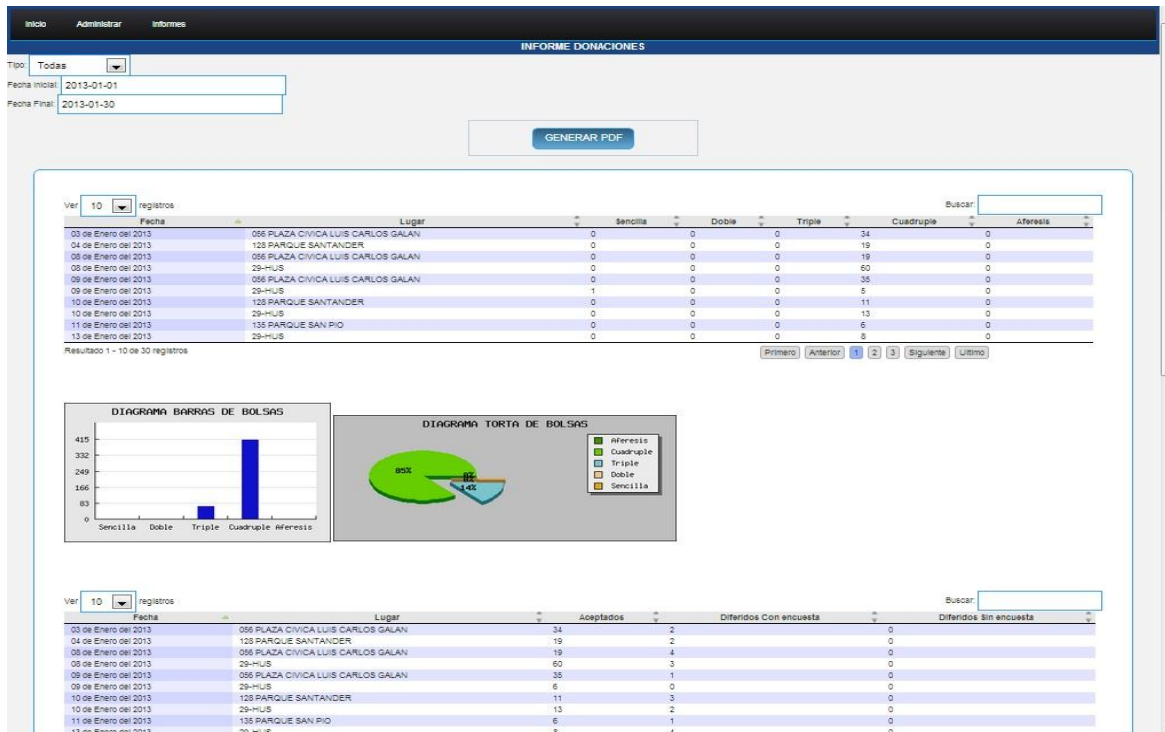 Inicio Administrar Informes
INFORME DONACIONES
Tipo: Todas
Fecha Inicial: 2013-01-01
Fecha Final: 2013-01-30
GENERAR PDF
Ver 10 registros Buscar:
Fecha Lugar Sencilla Doble Triple Cuadruple Aferesis
03 de Enero del 2013 056 PLAZA CIVICA LUIS CARLOS GALAN 0 0 0 34 0
04 de Enero del 2013 128 PARQUE SANTANDER 0 0 0 19 0
08 de Enero del 2013 056 PLAZA CIVICA LUIS CARLOS GALAN 0 0 0 19 0
08 de Enero del 2013 29-HUS 0 0 0 60 0
09 de Enero del 2013 056 PLAZA CIVICA LUIS CARLOS GALAN 0 0 0 35 0
09 de Enero del 2013 29-HUS 1 0 0 5 0
10 de Enero del 2013 128 PARQUE SANTANDER 0 0 0 11 0
10 de Enero del 2013 29-HUS 0 0 0 13 0
11 de Enero del 2013 135 PARQUE SAN PIO 0 0 0 6 0
13 de Enero del 2013 29-HUS 0 0 0 8 0
Resultado 1 - 10 de 30 registros Primero Anterior 1 2 3 Siguiente Ultimo
DIAGRAMA BARRAS DE BOLSAS
415
332
249
166
83
0
Sencilla Doble Triple Cuadruple Aferesis
DIAGRAMA TORTA DE BOLSAS
85%
14%
Aferesis
Cuadruple
Triple
Doble
Sencilla
Ver 10 registros Buscar:
Fecha Lugar Aceptados Diferidos Con encuesta Diferidos Sin encuesta
03 de Enero del 2013 056 PLAZA CIVICA LUIS CARLOS GALAN 34 2 0
04 de Enero del 2013 128 PARQUE SANTANDER 19 2 0
08 de Enero del 2013 056 PLAZA CIVICA LUIS CARLOS GALAN 19 4 0
08 de Enero del 2013 29-HUS 60 3 0
09 de Enero del 2013 056 PLAZA CIVICA LUIS CARLOS GALAN 35 1 0
09 de Enero del 2013 29-HUS 6 0 0
10 de Enero del 2013 128 PARQUE SANTANDER 11 3 0
10 de Enero del 2013 29-HUS 13 2 0
11 de Enero del 2013 135 PARQUE SAN PIO 6 1 0
13 de Enero del 2013 29-HUS 8 4 0